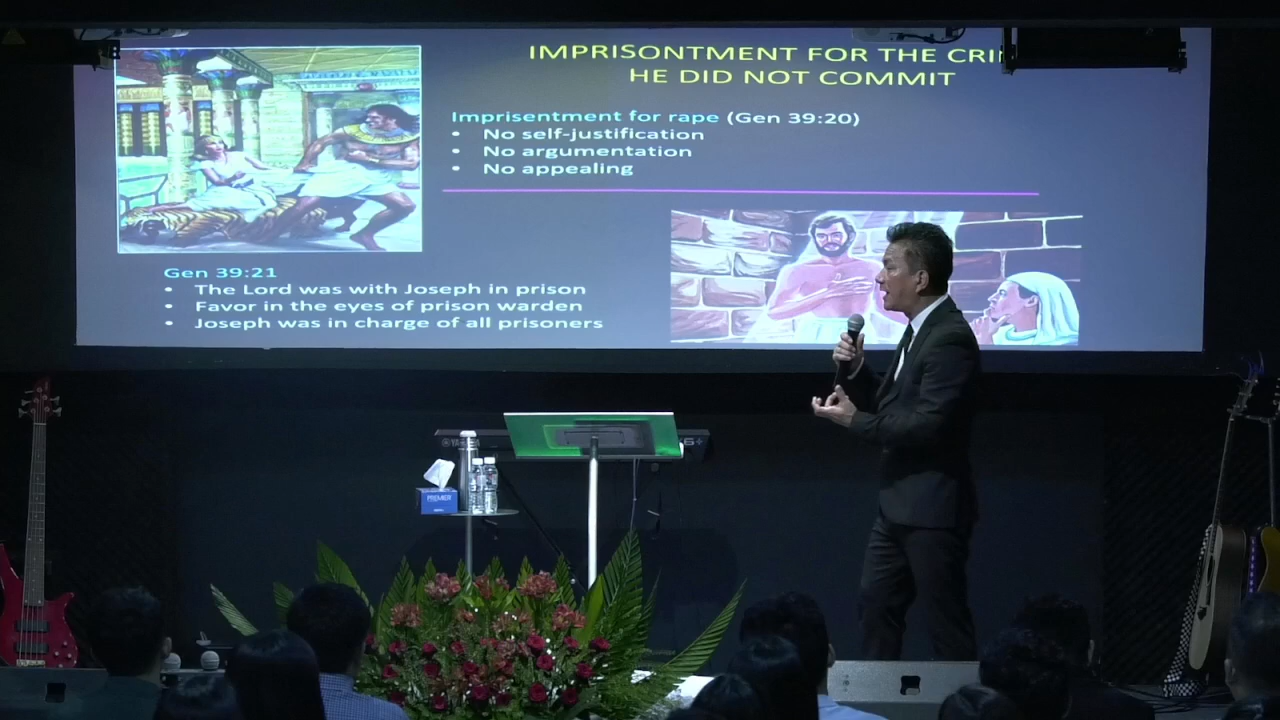 IMPRISONTMENT FOR THE CRI
HE DID NOT COMMIT
Imprisentment for rape (Gen 39:20)
• No self-justification
• No argumentation
• No appealing
Gen 39:21
• The Lord was with Joseph in prison
• Favor in the eyes of prison warden
• Joseph was in charge of all prisoners
PREMIER